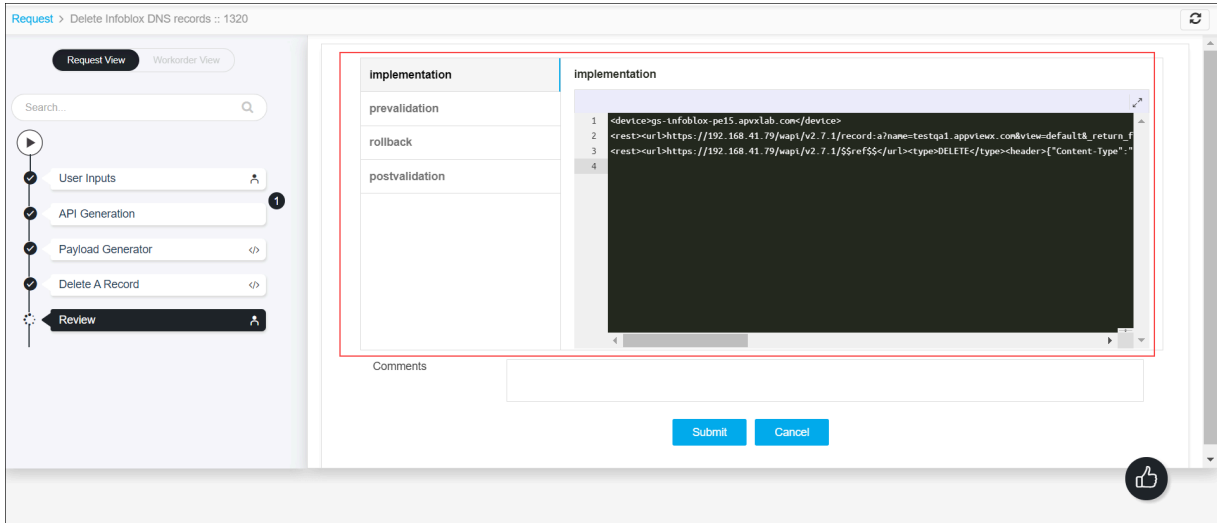 Request > Delete Infoblox DNS records :: 1320
Request View
Workorder View
Search...
User Inputs
1
API Generation
Payload Generator
</>
Delete A Record
</>
Review
implementation
prevalidation
rollback
postvalidation
implementation
1 <device>gs-infoblox-pe15.apvxlab.com</device>
2 <rest><url>https://192.168.41.79/wapi/v2.7.1/record:a?name=testqa1.appviewx.com&view=default&_return_f
3 <rest><url>https://192.168.41.79/wapi/v2.7.1/$$ref$$</url><type>DELETE</type><header>{"Content-Type":"
4
Comments
Submit
Cancel